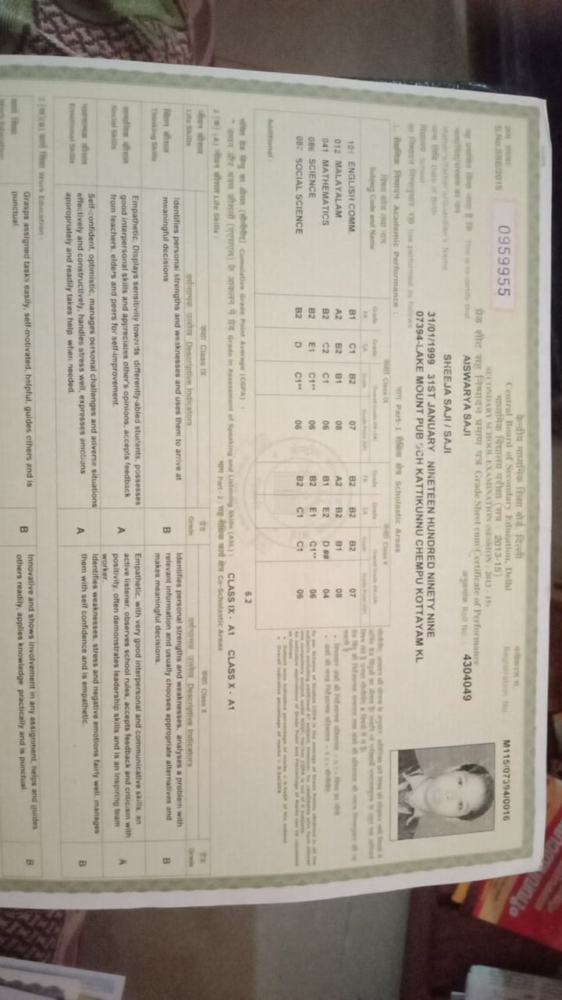 क्रम संख्या
S.No.SSE/2015 0959955
केन्द्रीय माध्यमिक शिक्षा बोर्ड, दिल्ली
Central Board of Secondary Education, Delhi
माध्यमिक विद्यालय परीक्षा (सत्र : 2013-15)
SECONDARY SCHOOL EXAMINATION (SESSION : 2013 - 15)
ग्रेड शीट सह निष्पादन प्रमाण पत्र Grade Sheet cum Certificate of Performance
पंजीकरण सं.
Registration No. M115/07394/0016
यह प्रमाणित किया जाता है कि This is to certify that AISWARYA SAJI
अनुक्रमांक Roll No. 4304049
Mother's/Father's/Guardian's Name SHEEJA SAJI / SAJI
जन्म तिथि Date of Birth 31/01/1999 31ST JANUARY NINETEEN HUNDRED NINETY NINE
विद्यालय School 07394-LAKE MOUNT PUB SCH KATTIKUNNU CHEMPU KOTTAYAM KL
का निष्पादन निम्नानुसार रहा has performed as follows
भाग Part-1 शैक्षिक क्षेत्र Scholastic Areas
1. शैक्षिक निष्पादन Academic Performance :
विषय कोड तथा नाम
Subject Code and Name
कक्षा Class IX
कक्षा Class X
Grade Grade Overall Grade Grade Grade Overall Grade
FA SA Grade Grade Point (GP) FA SA Grade Grade Point (GP)
101 ENGLISH COMM. B1 C1 B2 07 B2 B2 B2 07
012 MALAYALAM A2 B2 B1 08 A2 B2 B1 08
041 MATHEMATICS B2 C2 C1 06 B1 E2 D ## 04
086 SCIENCE B2 E1 C1** 06 B2 E1 C1** 06
087 SOCIAL SCIENCE B2 D C1** 06 B2 C1 C1 06
Additional :
Cumulative Grade Point Average (CGPA) : 6.2
Grade in Assessment of Speaking and Listening Skills (ASL) : CLASS IX - A1 CLASS X - A1
भाग Part - 2 : सह शैक्षिक कार्य क्षेत्र Co-Scholastic Areas
2 (क) (A) जीवन कौशल Life Skills :
जीवन कौशल
Life Skills
कक्षा Class IX
वर्णनात्मक उल्लेख Descriptive Indicators
ग्रेड
Grade
कक्षा Class X
वर्णनात्मक उल्लेख Descriptive Indicators
ग्रेड
Grade
चिंतन कौशल
Thinking Skills
Identifies personal strengths and weaknesses and uses them to arrive at
meaningful decisions
B
Identifies personal strengths and weaknesses, analyses a problem with
relevant information and usually chooses appropriate alternatives and
makes meaningful decisions.
B
सामाजिक कौशल
Social Skills
Empathetic, Displays sensitivity towards differently-abled students, possesses
good interpersonal skills and appreciates other's opinions, accepts feedback
from teachers, elders and peers for self-improvement.
A
Empathetic, with very good interpersonal and communicative skills, an
active listener, observes school rules, accepts feedback and criticism with
positivity, often demonstrates leadership skills and is an inspiring team
worker.
A
भावनात्मक कौशल
Emotional Skills
Self-confident, optimistic, manages personal challenges and adverse situations
effectively and constructively, handles stress well, expresses emotions
appropriately and readily takes help when needed.
A
Identifies weaknesses, stress and negative emotions fairly well, manages
them with self confidence and is empathetic.
B
2 (ख) (B) कार्य शिक्षा Work Education :
कार्य शिक्षा
Work Education
Grasps assigned tasks easily, self-motivated, helpful, guides others and is
punctual.
B
Innovative and shows involvement in any assignment, helps and guides
others readily, applies knowledge practically and is punctual.
B